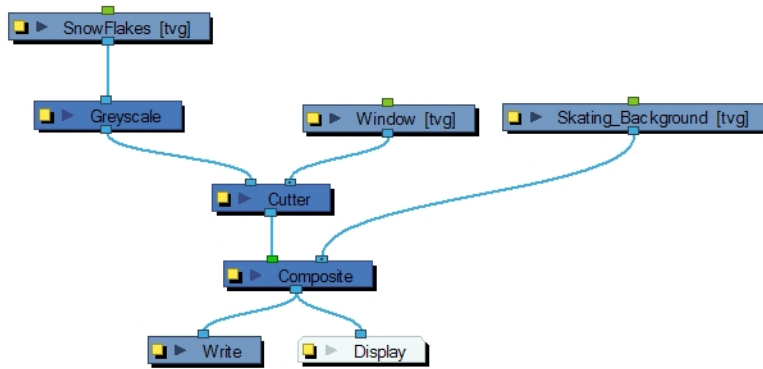 SnowFlakes [tvg]
Greyscale
Window [tvg]
Skating_Background [tvg]
Cutter
Composite
Write
Display